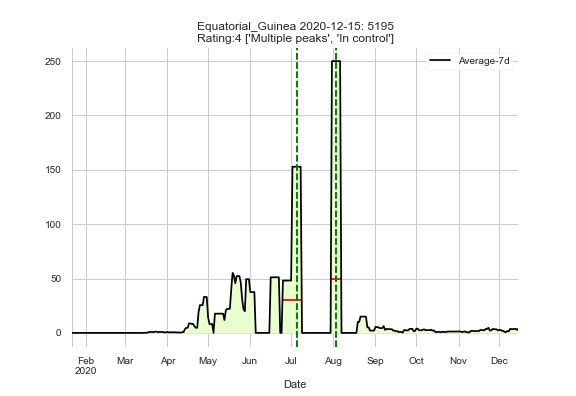 Equatorial_Guinea 2020-12-15: 5195
Rating:4 ['Multiple peaks', 'In control']
Average-7d
250
200
150
100
50
0
Feb Mar Apr May Jun Jul Aug Sep Oct Nov Dec
2020
Date